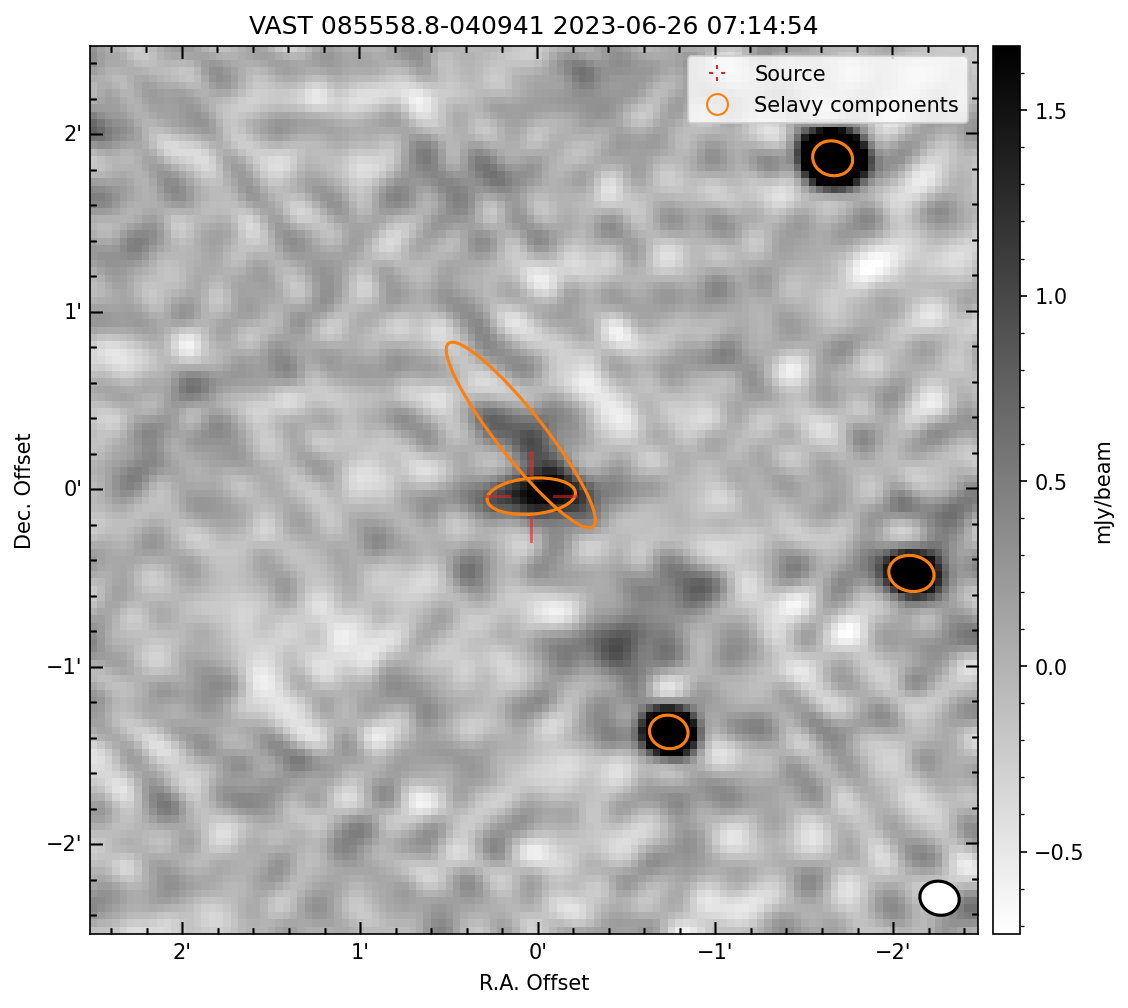 VAST 085558.8-040941 2023-06-26 07:14:54
Source
Selavy components
2'
1'
0'
−1'
−2'
Dec. Offset
2'
1'
0'
−1'
−2'
R.A. Offset
1.5
1.0
0.5
0.0
−0.5
mJy/beam